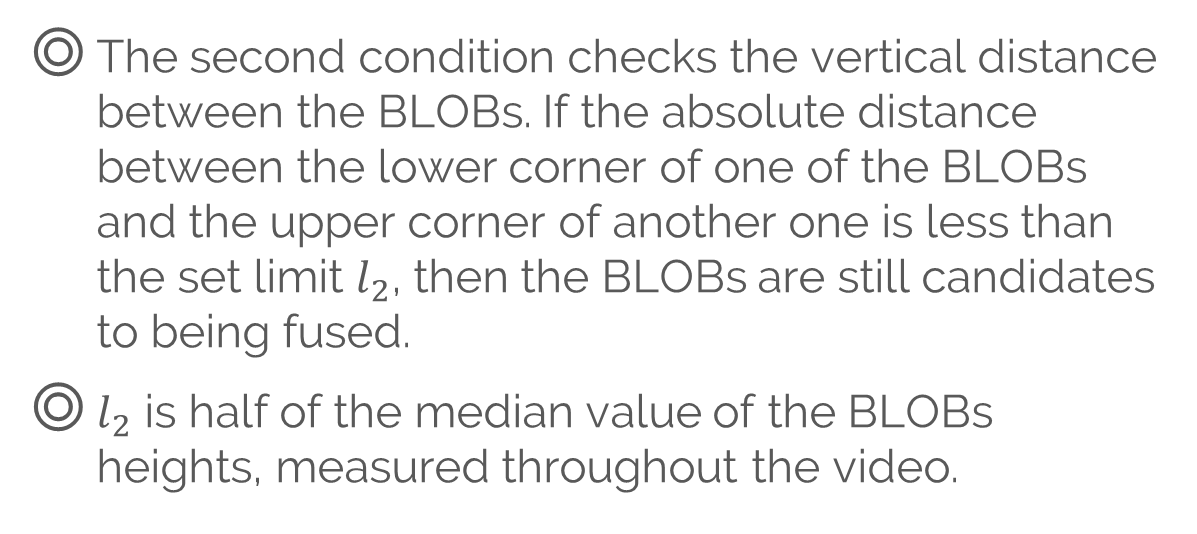 ◎ The second condition checks the vertical distance
between the BLOBs. If the absolute distance
between the lower corner of one of the BLOBs
and the upper corner of another one is less than
the set limit l₂, then the BLOBs are still candidates
to being fused.
◎ l₂ is half of the median value of the BLOBs
heights, measured throughout the video.